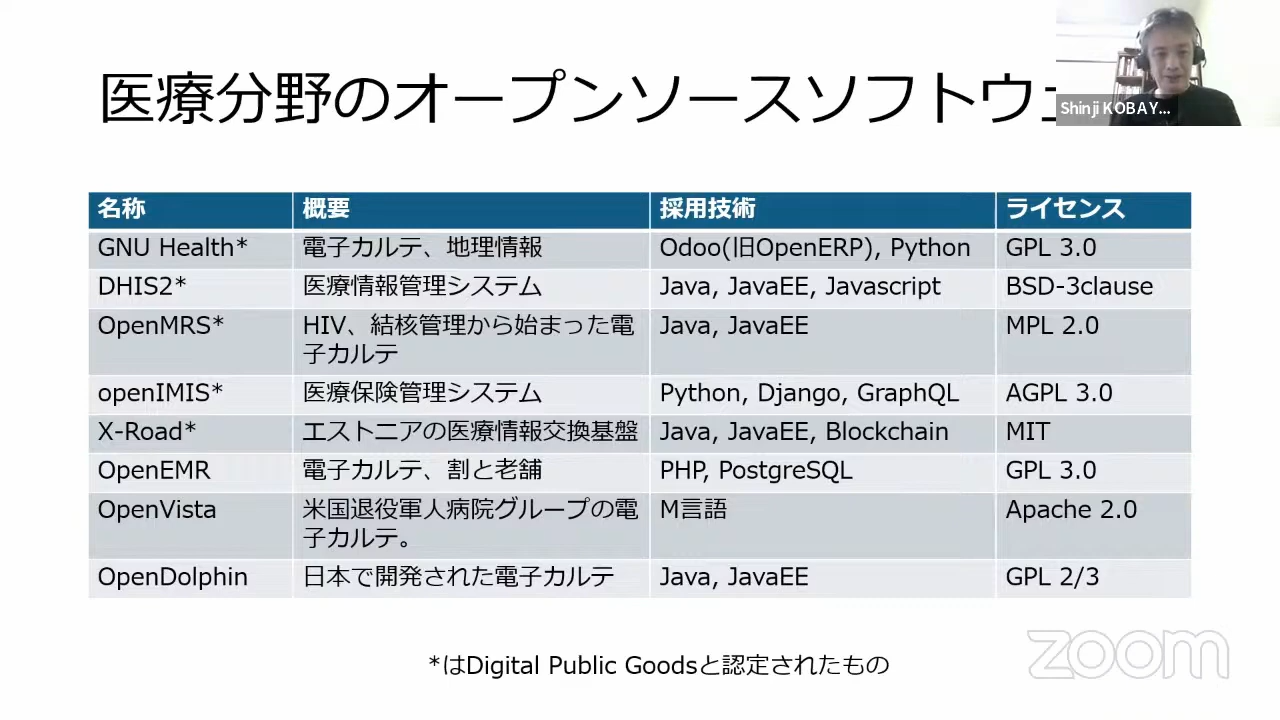 医療分野のオープンソースソフトウ
Shinji KOBAY...
名称 概要 採用技術 ライセンス
GNU Health* 電子カルテ、地理情報 Odoo(旧OpenERP), Python GPL 3.0
DHIS2* 医療情報管理システム Java, JavaEE, Javascript BSD-3clause
OpenMRS* HIV、結核管理から始まった電 Java, JavaEE MPL 2.0
子カルテ
openIMIS* 医療保険管理システム Python, Django, GraphQL AGPL 3.0
X-Road* エストニアの医療情報交換基盤 Java, JavaEE, Blockchain MIT
OpenEMR 電子カルテ、割と老舗 PHP, PostgreSQL GPL 3.0
OpenVista 米国退役軍人病院グループの電 M言語 Apache 2.0
子カルテ。
OpenDolphin 日本で開発された電子カルテ Java, JavaEE GPL 2/3
*はDigital Public Goodsと認定されたもの
zoom